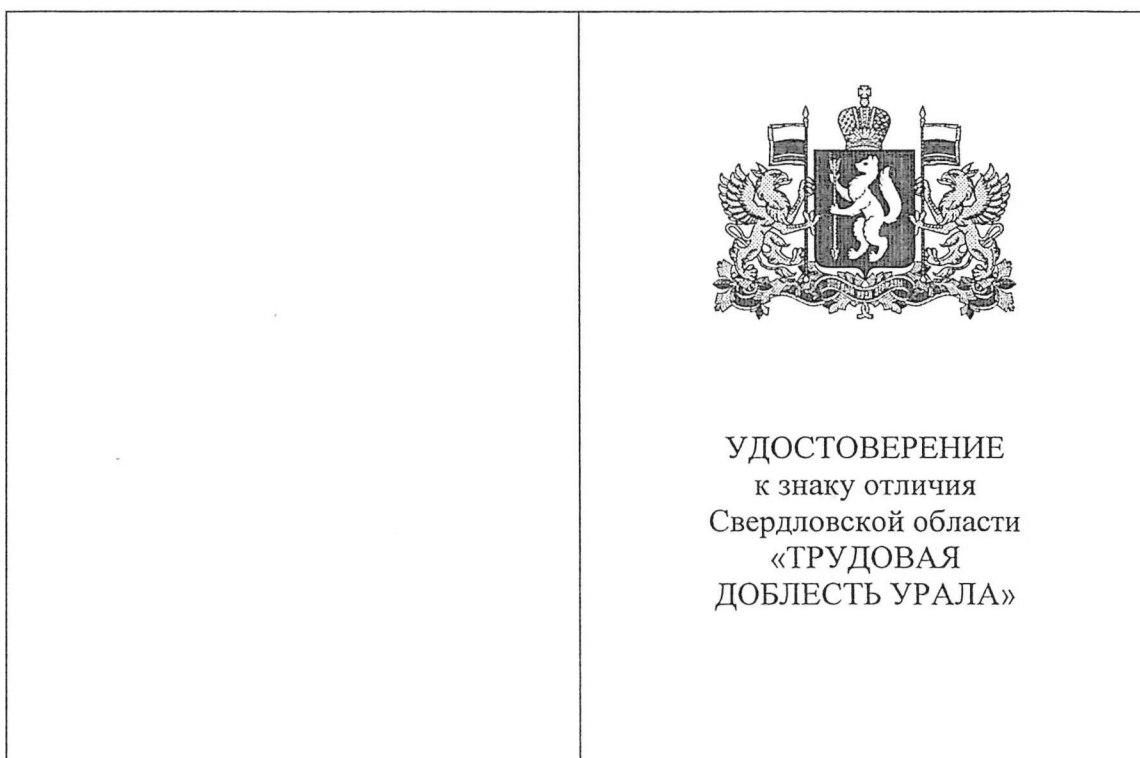 УДОСТОВЕРЕНИЕ
к знаку отличия
Свердловской области
«ТРУДОВАЯ
ДОБЛЕСТЬ УРАЛА»